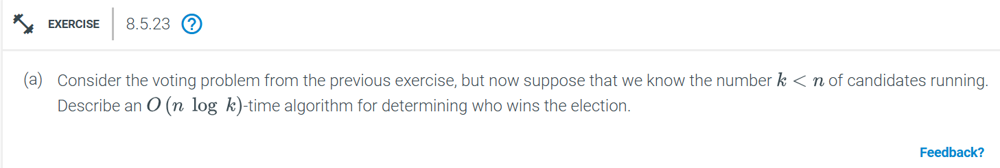 EXERCISE 8.5.23 ?
(a) Consider the voting problem from the previous exercise, but now suppose that we know the number k < n of candidates running.
Describe an O (n log k)-time algorithm for determining who wins the election.
Feedback?